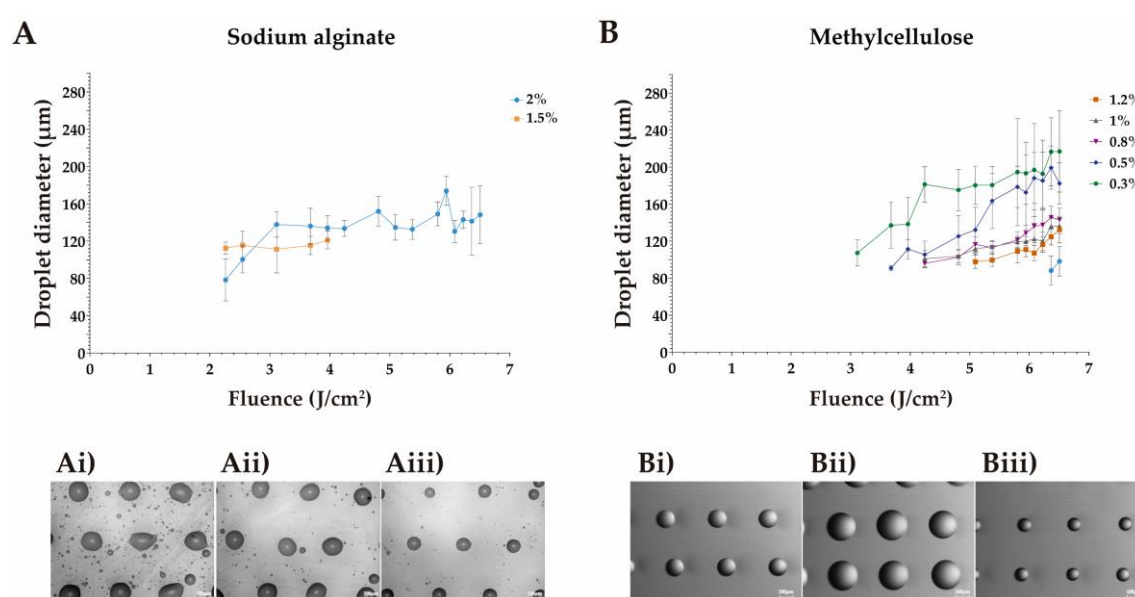 A
Sodium alginate
Droplet diameter (µm)
280
240
200
160
120
80
40
0
0 1 2 3 4 5 6 7
Fluence (J/cm²)
2%
1.5%
B
Methylcellulose
Droplet diameter (µm)
280
240
200
160
120
80
40
0
0 1 2 3 4 5 6 7
Fluence (J/cm²)
1.2%
1%
0.8%
0.5%
0.3%
Ai) Aii) Aiii)
Bi) Bii) Biii)